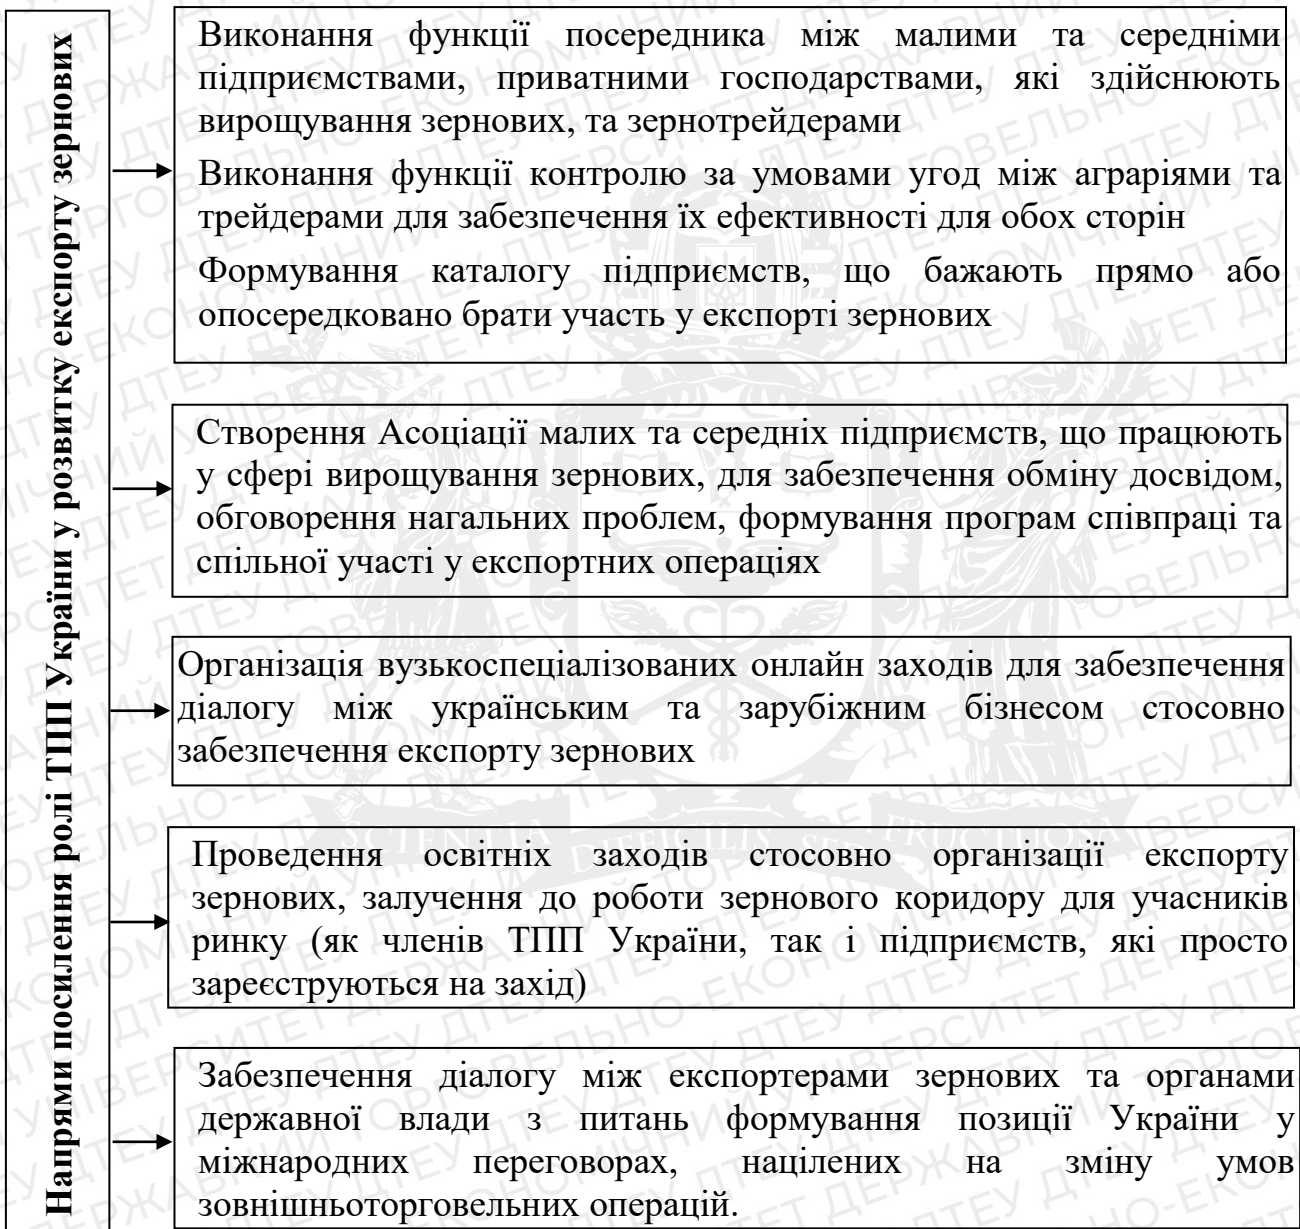 Напрями посилення ролі ТПП України у розвитку експорту зернових
Виконання функції посередника між малими та середніми
підприємствами, приватними господарствами, які здійснюють
вирощування зернових, та зернотрейдерами
Виконання функції контролю за умовами угод між аграріями та
трейдерами для забезпечення їх ефективності для обох сторін
Формування каталогу підприємств, що бажають прямо або
опосередковано брати участь у експорті зернових
Створення Асоціації малих та середніх підприємств, що працюють
у сфері вирощування зернових, для забезпечення обміну досвідом,
обговорення нагальних проблем, формування програм співпраці та
спільної участі у експортних операціях
Організація вузькоспеціалізованих онлайн заходів для забезпечення
діалогу між українським та зарубіжним бізнесом стосовно
забезпечення експорту зернових
SCIENTIA DIFFICILIS SED FRUCTUOSA
Проведення освітніх заходів стосовно організації експорту
зернових, залучення до роботи зернового коридору для учасників
ринку (як членів ТПП України, так і підприємств, які просто
зареєструються на захід)
Забезпечення діалогу між експортерами зернових та органами
державної влади з питань формування позиції України у
міжнародних переговорах, націлених на зміну умов
зовнішньоторговельних операцій.